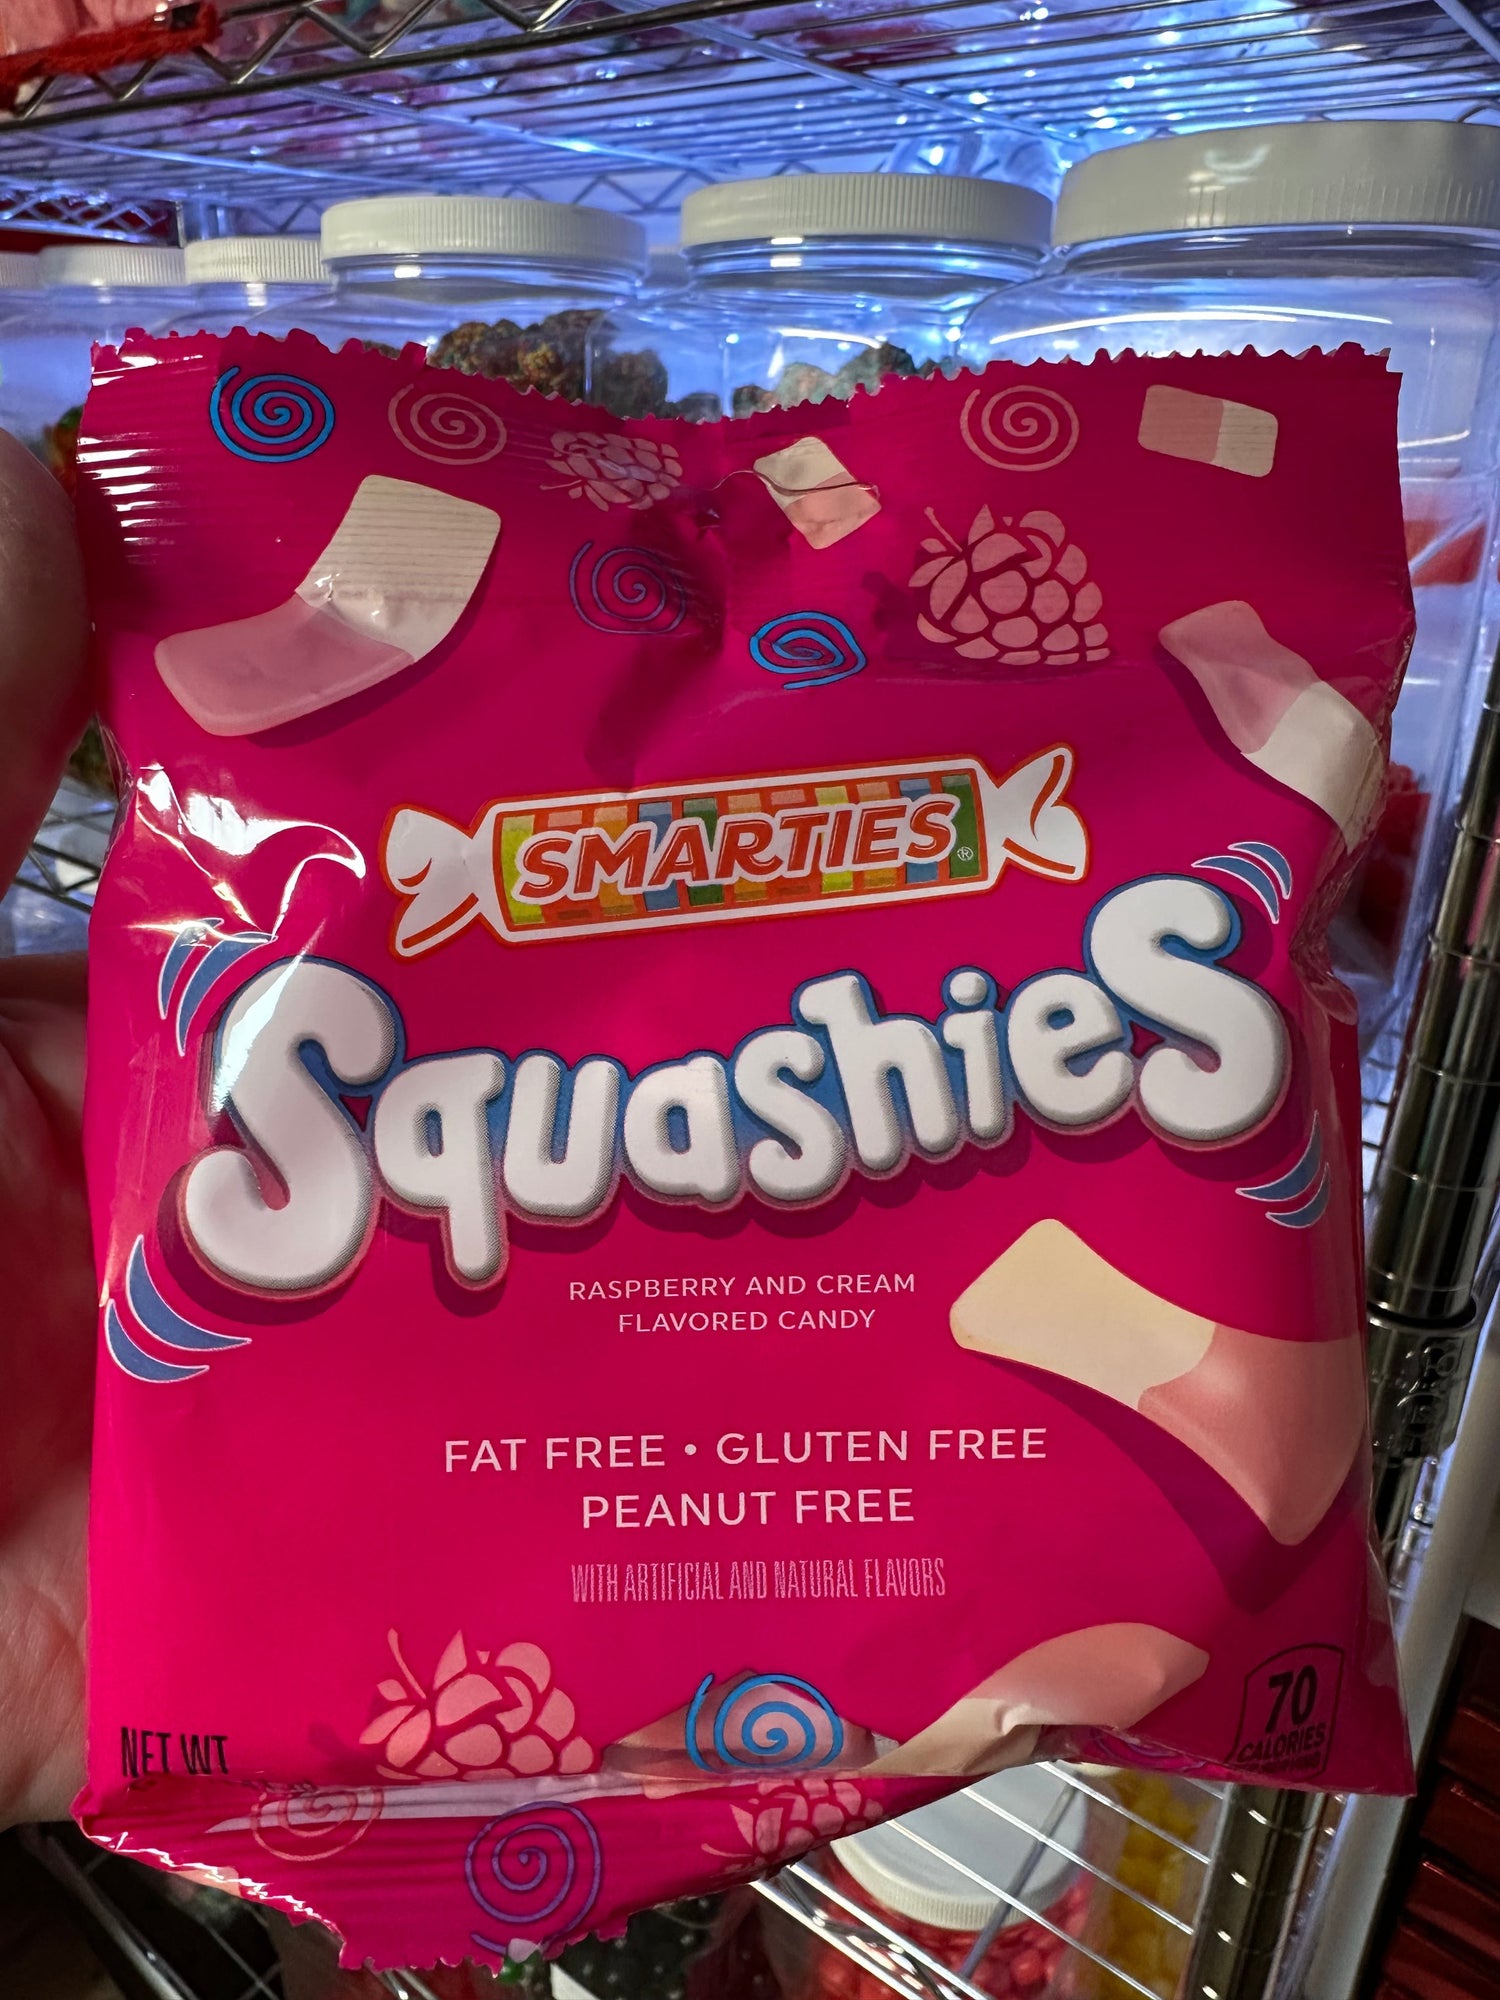 SMARTIES®
Squashies
RASPBERRY AND CREAM
FLAVORED CANDY
FAT FREE • GLUTEN FREE
PEANUT FREE
WITH ARTIFICIAL AND NATURAL FLAVORS
NET WT
70
CALORIES